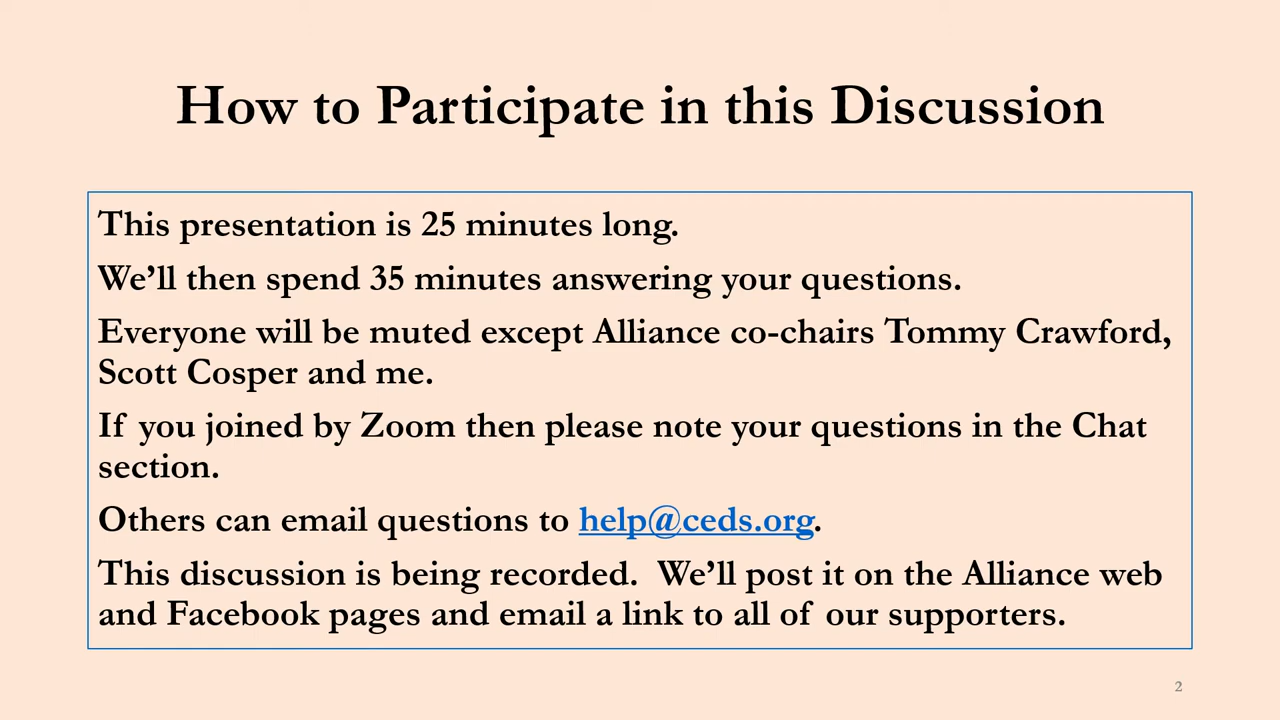 How to Participate in this Discussion
This presentation is 25 minutes long.
We’ll then spend 35 minutes answering your questions.
Everyone will be muted except Alliance co-chairs Tommy Crawford,
Scott Cosper and me.
If you joined by Zoom then please note your questions in the Chat
section.
Others can email questions to help@ceds.org.
This discussion is being recorded.  We’ll post it on the Alliance web
and Facebook pages and email a link to all of our supporters.
2